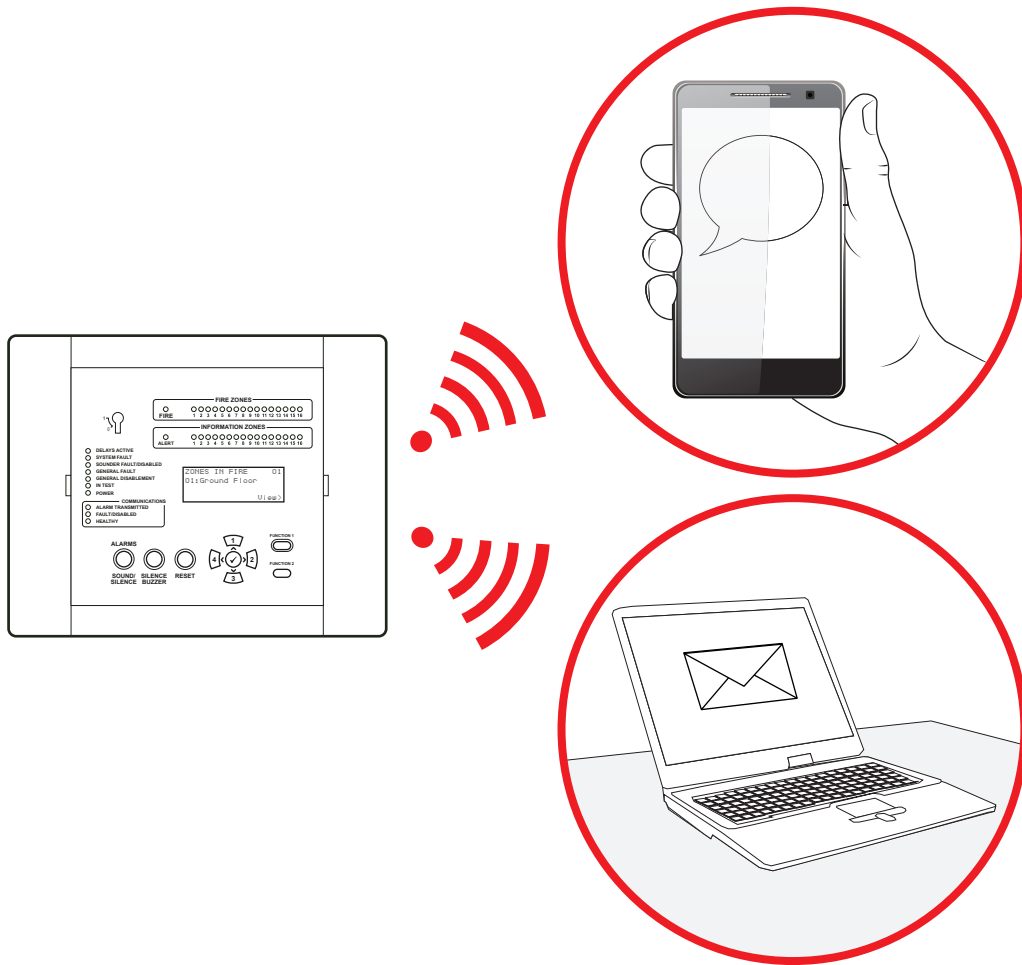 FIRE ZONES
FIRE
1 2 3 4 5 6 7 8 9 10 11 12 13 14 15 16
INFORMATION ZONES
ALERT
1 2 3 4 5 6 7 8 9 10 11 12 13 14 15 16
1
0
DELAYS ACTIVE
SYSTEM FAULT
SOUNDER FAULT/DISABLED
GENERAL FAULT
GENERAL DISABLEMENT
IN TEST
POWER
ZONES IN FIRE 01
01:Ground Floor
View>
COMMUNICATIONS
ALARM TRANSMITTED
FAULT/DISABLED
HEALTHY
ALARMS
SOUND/
SILENCE
SILENCE
BUZZER
RESET
1
4 ✓ 2
3
FUNCTION 1
FUNCTION 2